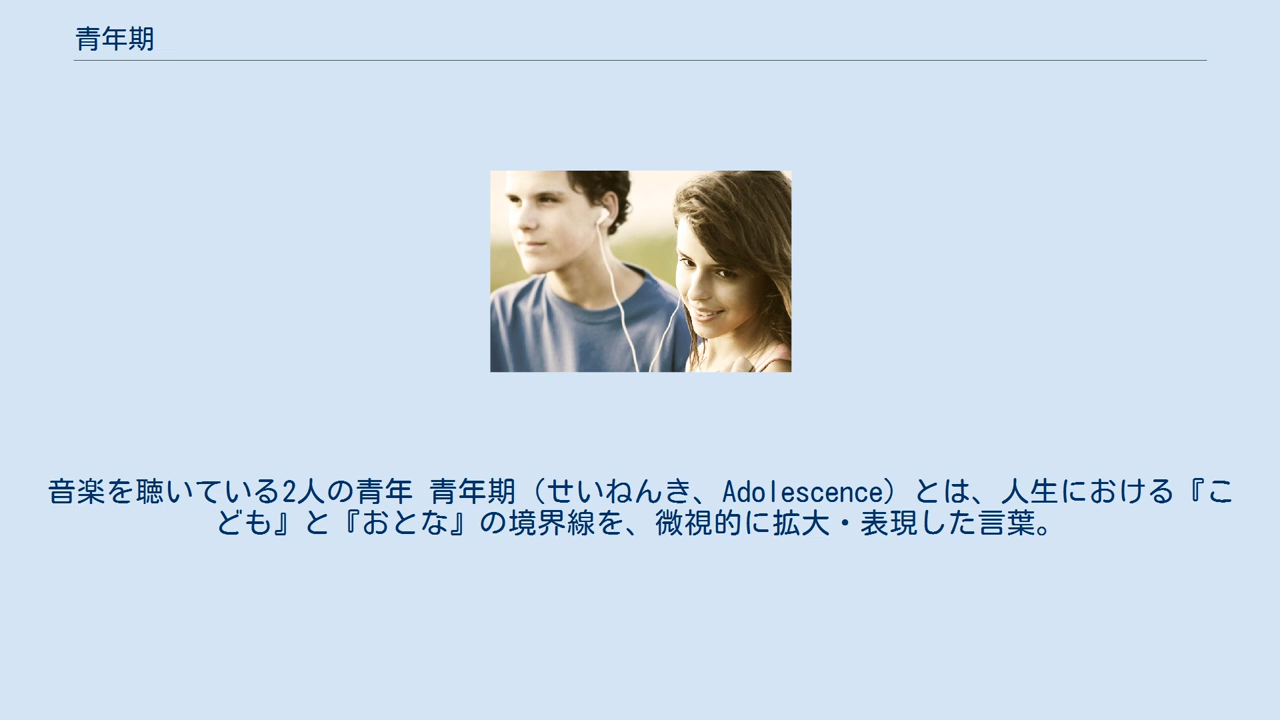 青年期
音楽を聴いている2人の青年 青年期（せいねんき、Adolescence）とは、人生における『こ
ども』と『おとな』の境界線を、微視的に拡大・表現した言葉。